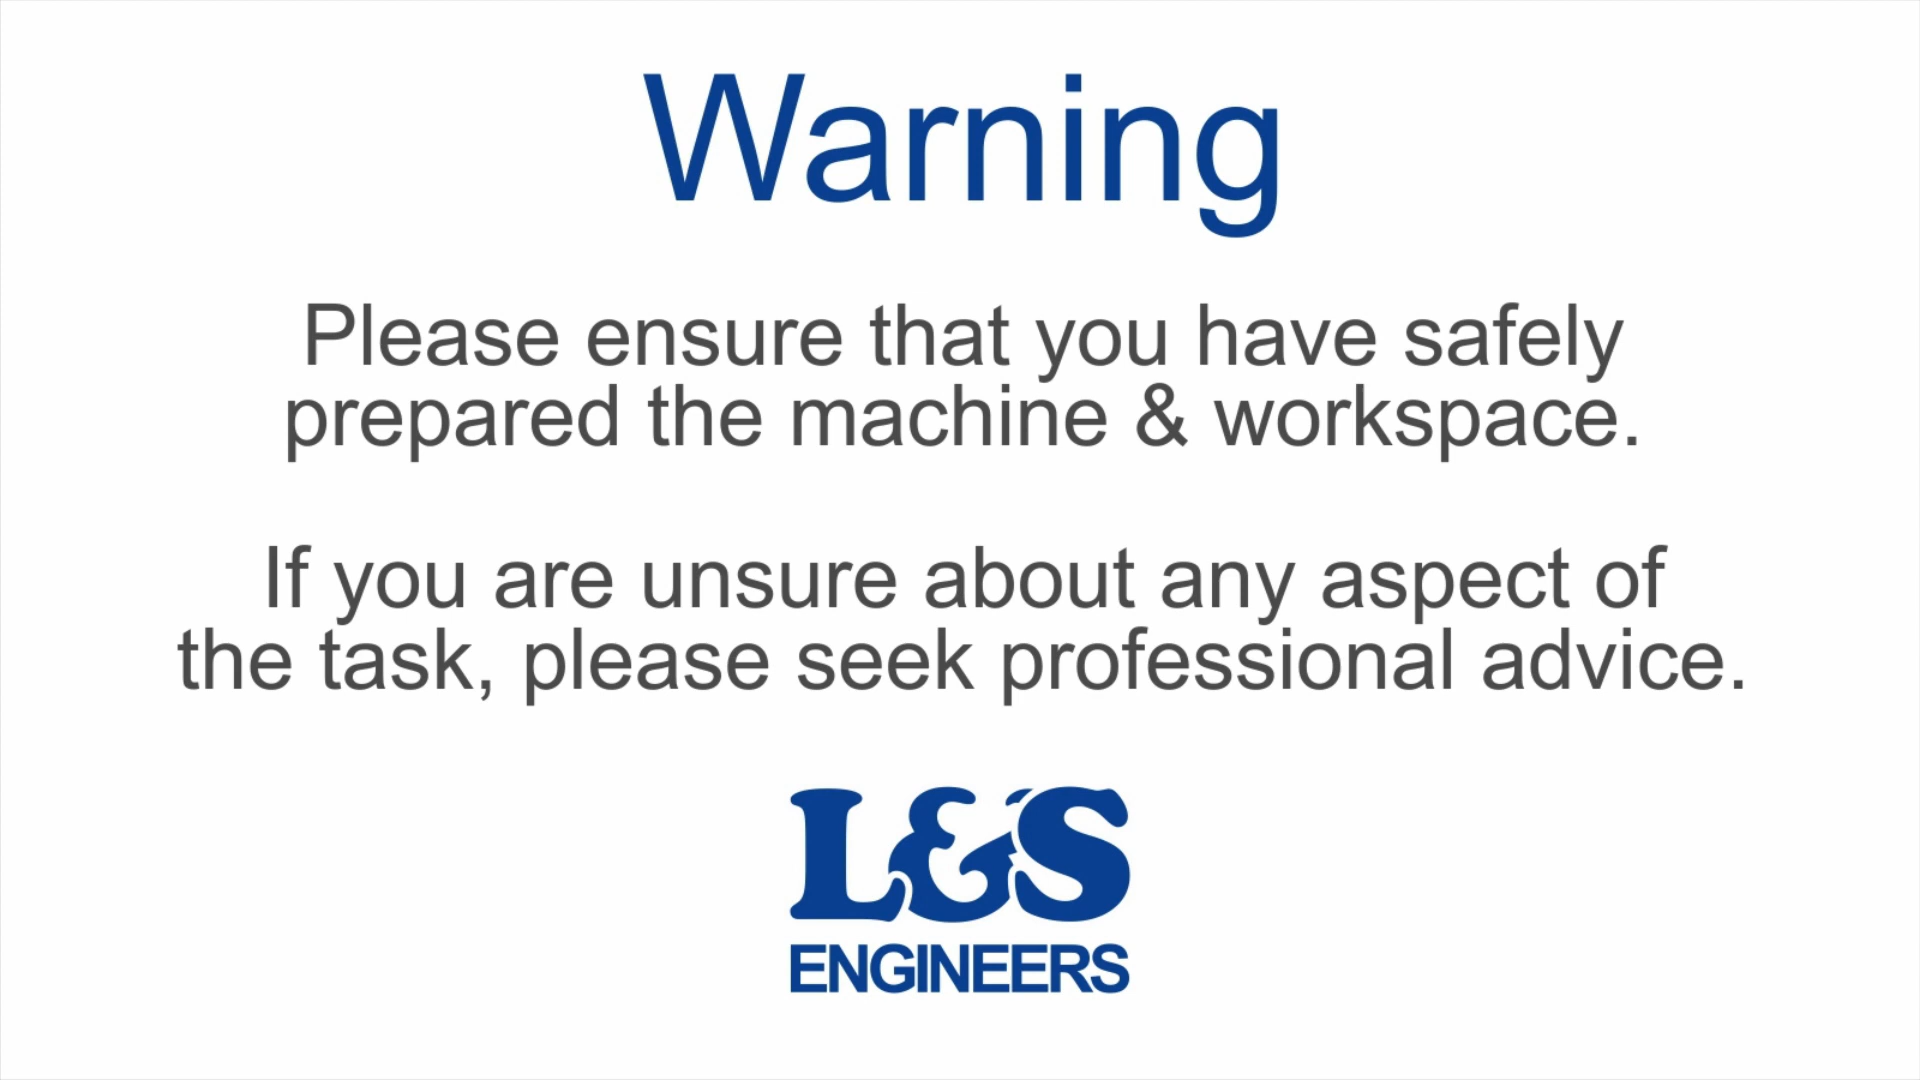 Warning
Please ensure that you have safely
prepared the machine & workspace.
If you are unsure about any aspect of
the task, please seek professional advice.
L&S
ENGINEERS